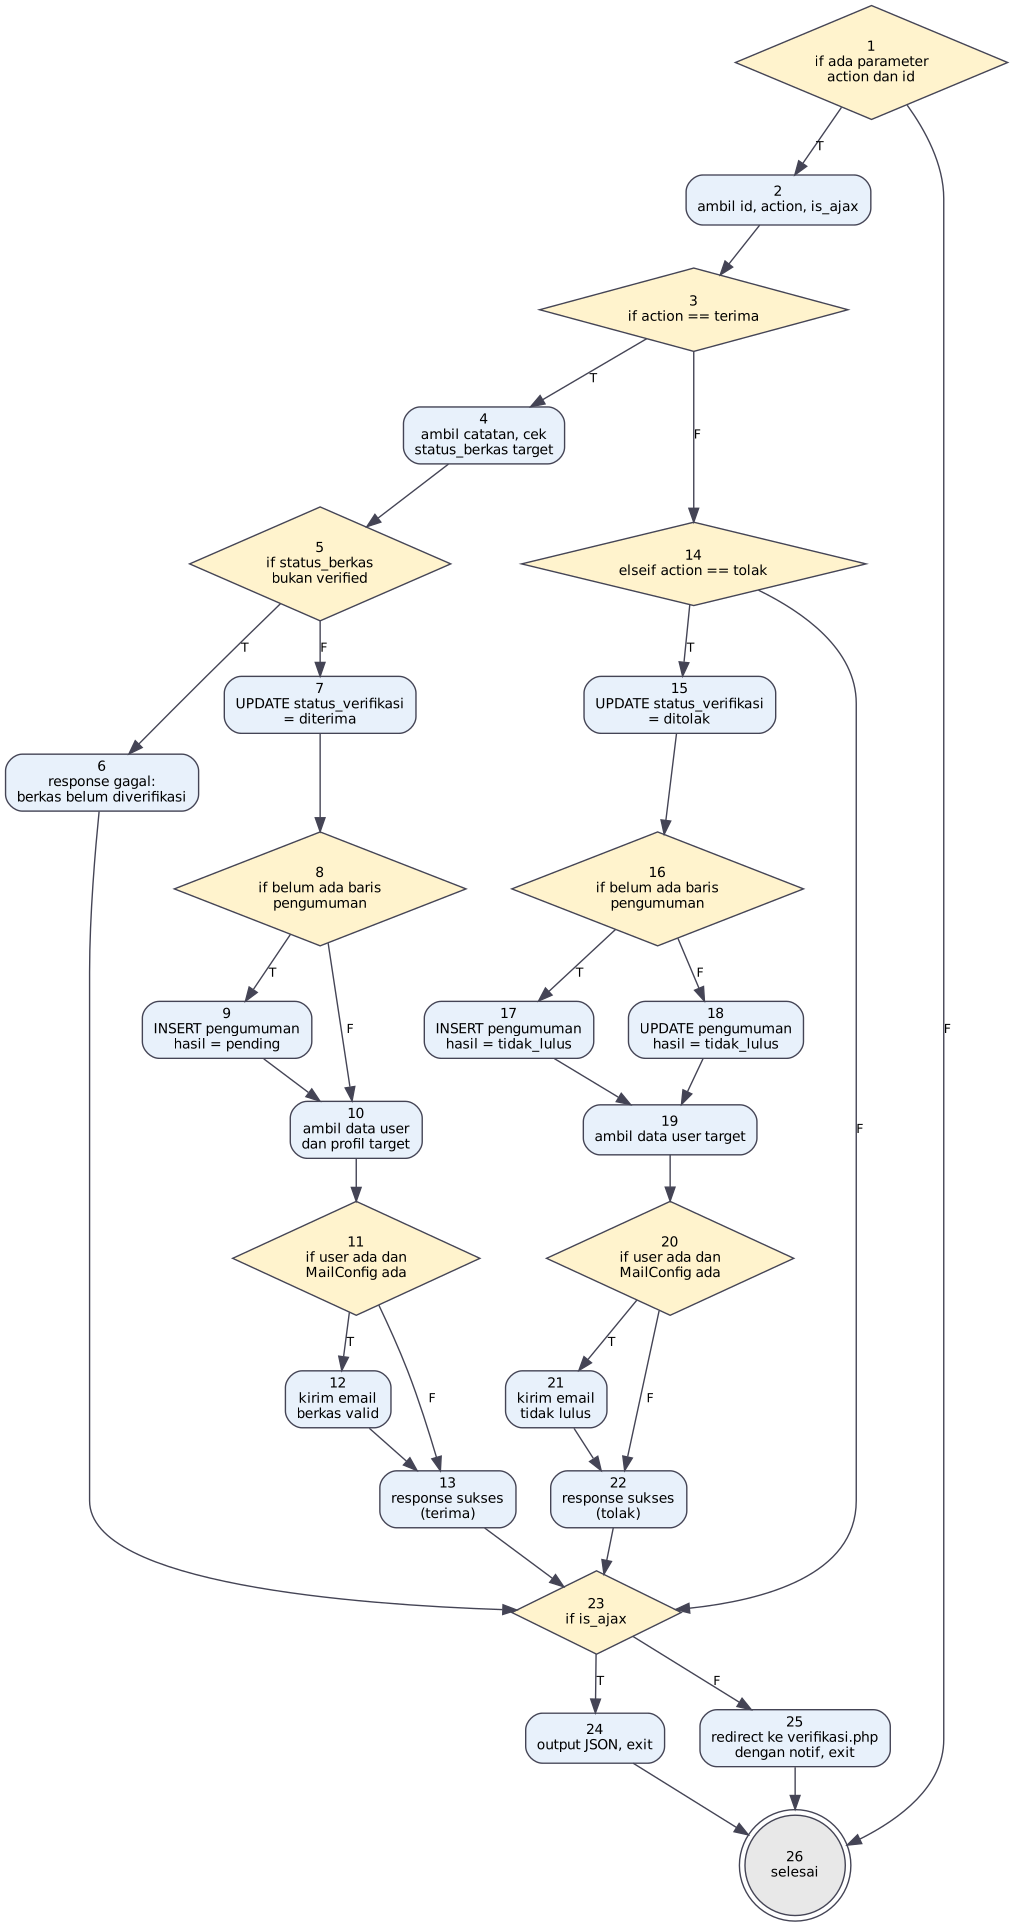 1
if ada parameter
action dan id
T
F
2
ambil id, action, is_ajax
3
if action == terima
T
F
4
ambil catatan, cek
status_berkas target
5
if status_berkas
bukan verified
T
F
14
elseif action == tolak
T
F
6
response gagal:
berkas belum diverifikasi
7
UPDATE status_verifikasi
= diterima
15
UPDATE status_verifikasi
= ditolak
8
if belum ada baris
pengumuman
T
F
16
if belum ada baris
pengumuman
T
F
9
INSERT pengumuman
hasil = pending
17
INSERT pengumuman
hasil = tidak_lulus
18
UPDATE pengumuman
hasil = tidak_lulus
10
ambil data user
dan profil target
19
ambil data user target
11
if user ada dan
MailConfig ada
T
F
20
if user ada dan
MailConfig ada
T
F
12
kirim email
berkas valid
21
kirim email
tidak lulus
13
response sukses
(terima)
22
response sukses
(tolak)
23
if is_ajax
T
F
24
output JSON, exit
25
redirect ke verifikasi.php
dengan notif, exit
26
selesai